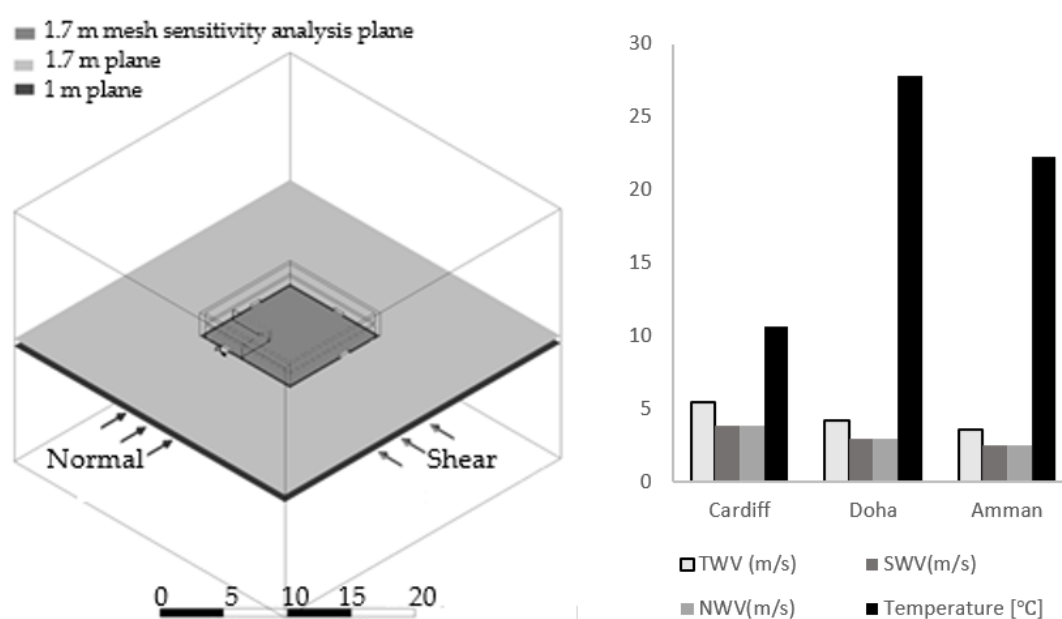 1.7 m mesh sensitivity analysis plane
1.7 m plane
1 m plane
Normal
Shear
0 5 10 15 20
30
25
20
15
10
5
0
Cardiff Doha Amman
TWV (m/s) SWV(m/s)
NWV(m/s) Temperature [°C]